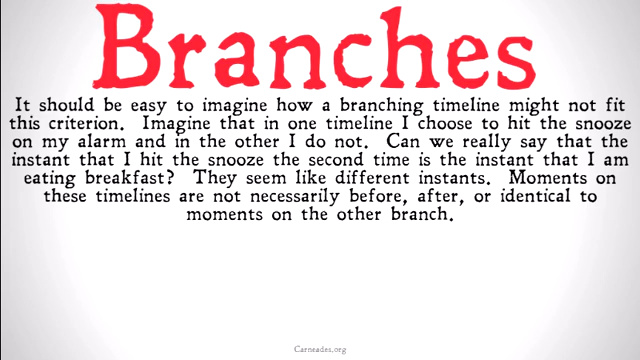 Branches
It should be easy to imagine how a branching timeline might not fit
this criterion.  Imagine that in one timeline I choose to hit the snooze
on my alarm and in the other I do not.  Can we really say that the
instant that I hit the snooze the second time is the instant that I am
eating breakfast?  They seem like different instants.  Moments on
these timelines are not necessarily before, after, or identical to
moments on the other branch.
Carneades.org